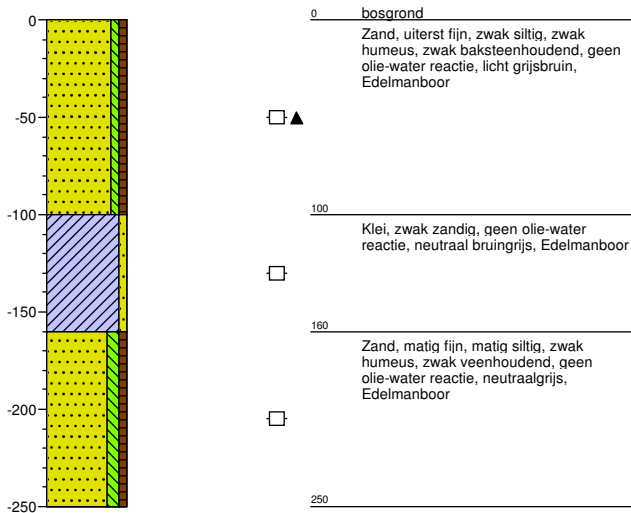 0
-50
-100
-150
-200
-250
0 bosgrond
Zand, uiterst fijn, zwak siltig, zwak
humeus, zwak baksteenhoudend, geen
olie-water reactie, licht grijsbruin,
Edelmanboor
100
Klei, zwak zandig, geen olie-water
reactie, neutraal bruingrijs, Edelmanboor
160
Zand, matig fijn, matig siltig, zwak
humeus, zwak veenhoudend, geen
olie-water reactie, neutraalgrijs,
Edelmanboor
250